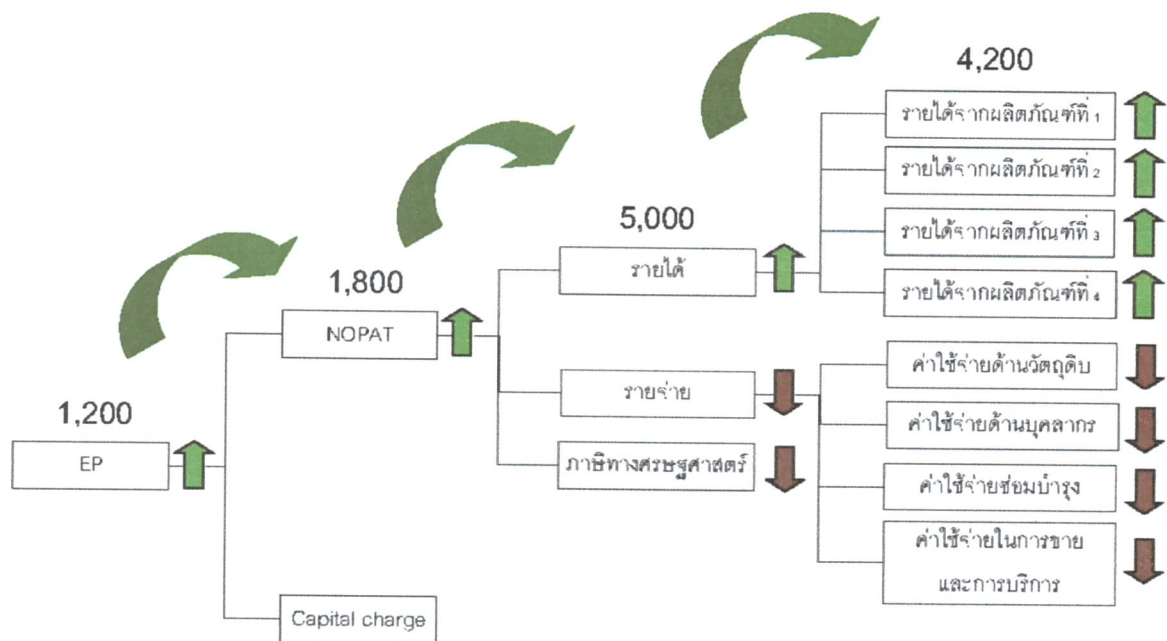 4,200
รายได้จากผลิตภัณฑ์ที่ 1
รายได้จากผลิตภัณฑ์ที่ 2
5,000
รายได้จากผลิตภัณฑ์ที่ 3
รายได้
1,800
รายได้จากผลิตภัณฑ์ที่ 4
NOPAT
ค่าใช้จ่ายด้านวัตถุดิบ
รายจ่าย
1,200
ค่าใช้จ่ายด้านบุคลากร
EP
ภาษีทางเศรษฐศาสตร์
ค่าใช้จ่ายซ่อมบำรุง
ค่าใช้จ่ายในการขาย
และการบริการ
Capital charge